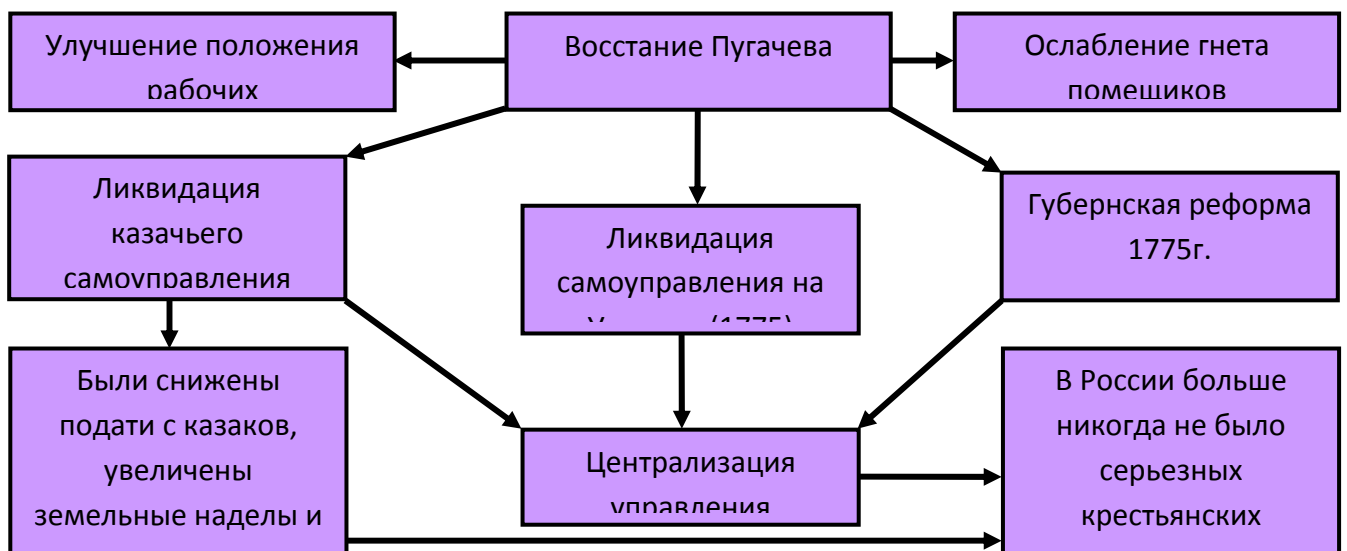 Улучшение положения
рабочих
Восстание Пугачева
Ослабление гнета
помещиков
Ликвидация
казачьего
самоуправления
Ликвидация
самоуправления на
(1775)
Губернская реформа
1775г.
Были снижены
подати с казаков,
увеличены
земельные наделы и
Централизация
управления
В России больше
никогда не было
серьезных
крестьянских